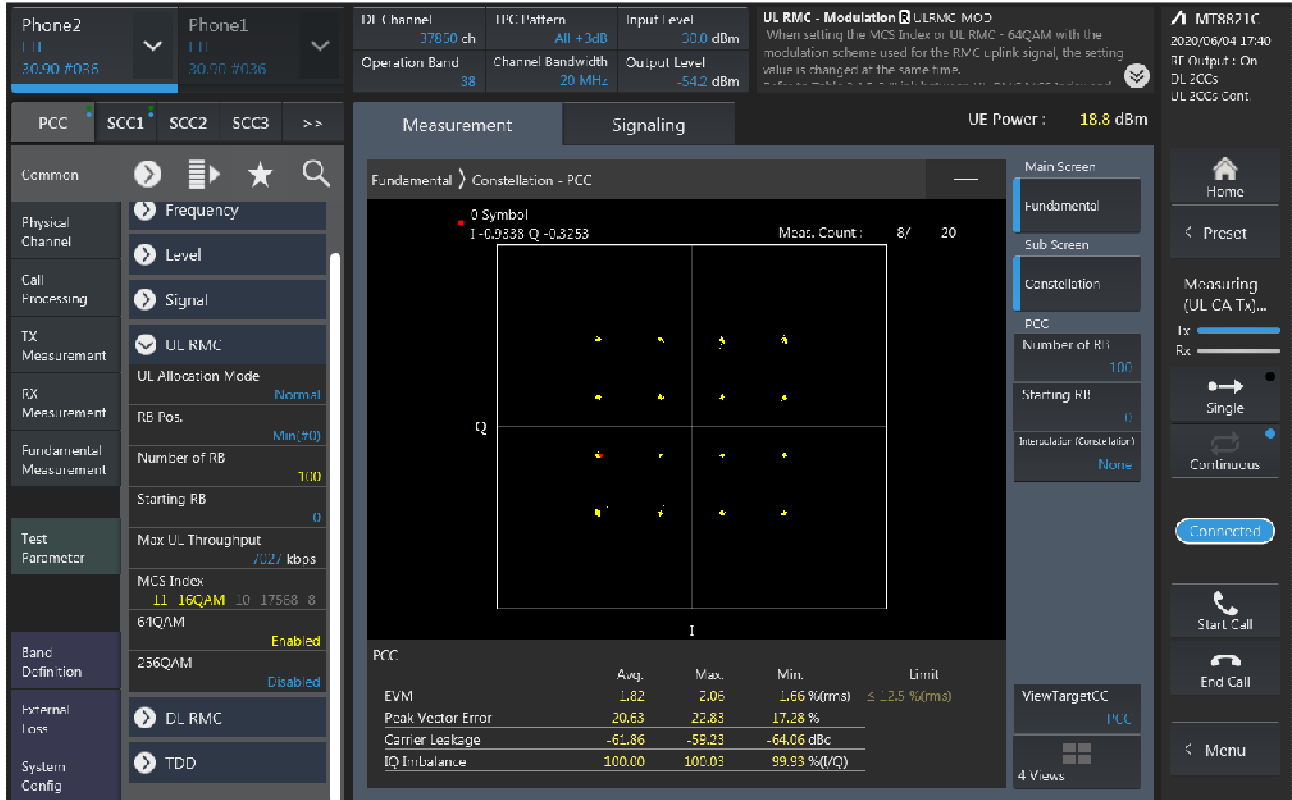 Phone2
LTE
30.90 #036
Phone1
LTE
30.90 #036
DL Channel
37850 ch
TPC Pattern
All +3dB
Input Level
30.0 dBm
Operation Band
38
Channel Bandwidth
20 MHz
Output Level
-54.2 dBm
UL RMC - Modulation R ULRMC_MOD
When setting the MCS Index or UL RMC - 64QAM with the
modulation scheme used for the RMC uplink signal, the setting
value is changed at the same time.
MT8821C
2020/06/04 17:40
RF Output : On
DL 2CCs
UL 2CCs Cont.
PCC
SCC1
SCC2
SCC3
>>
Measurement
Signaling
UE Power : 18.8 dBm
Common
Physical
Channel
Call
Processing
TX
Measurement
RX
Measurement
Fundamental
Measurement
Test
Parameter
Band
Definition
External
Loss
System
Config
Frequency
Level
Signal
UL RMC
UL Allocation Mode
Normal
RB Pos.
Min(#0)
Number of RB
100
Starting RB
0
Max UL Throughput
7027 kbps
MCS Index
11 16QAM 10 17568 8
64QAM
Enabled
256QAM
Disabled
DL RMC
TDD
Fundamental
Constellation - PCC
0 Symbol
I -0.9338 Q -0.3253
Meas. Count : 8/ 20
Q
I
PCC
Avg. Max. Min. Limit
EVM 1.82 2.06 1.66 %(rms) ≤ 12.5 %(rms)
Peak Vector Error 20.63 22.83 17.28 %
Carrier Leakage -61.86 -59.23 -64.06 dBc
IQ Imbalance 100.00 100.03 99.93 %(I/Q)
Main Screen
Fundamental
Sub Screen
Constellation
PCC
Number of RB
100
Starting RB
0
Interpolation (Constellation)
None
ViewTargetCC
PCC
4 Views
Home
Preset
Measuring
(UL CA Tx)...
Tx
Rx
Single
Continuous
Connected
Start Call
End Call
Menu